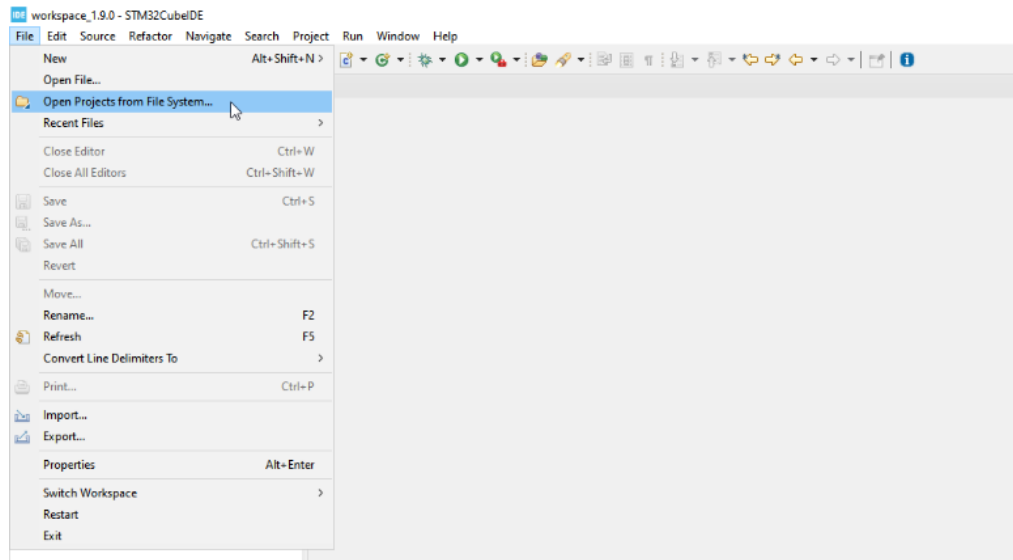 IDE workspace_1.9.0 - STM32CubeIDE
File Edit Source Refactor Navigate Search Project Run Window Help
New Alt+Shift+N >
Open File...
Open Projects from File System...
Recent Files >
Close Editor Ctrl+W
Close All Editors Ctrl+Shift+W
Save Ctrl+S
Save As...
Save All Ctrl+Shift+S
Revert
Move...
Rename... F2
Refresh F5
Convert Line Delimiters To >
Print... Ctrl+P
Import...
Export...
Properties Alt+Enter
Switch Workspace >
Restart
Exit